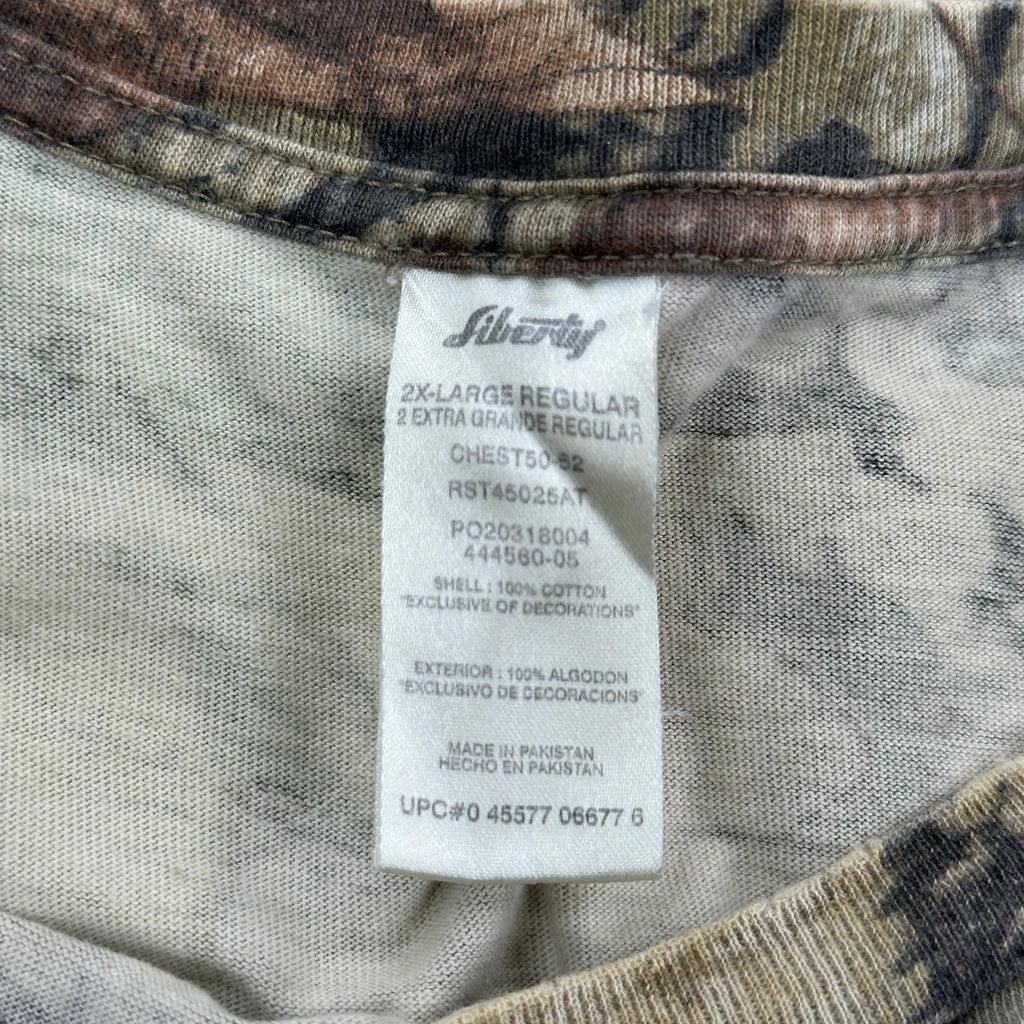 Liberty
2X-LARGE REGULAR
2 EXTRA GRANDE REGULAR
CHEST50-52
RST45025AT
PO20318004
444560-05
SHELL : 100% COTTON
"EXCLUSIVE OF DECORATIONS"
EXTERIOR : 100% ALGODON
"EXCLUSIVO DE DECORACIONS"
MADE IN PAKISTAN
HECHO EN PAKISTAN
UPC#0 45577 06677 6